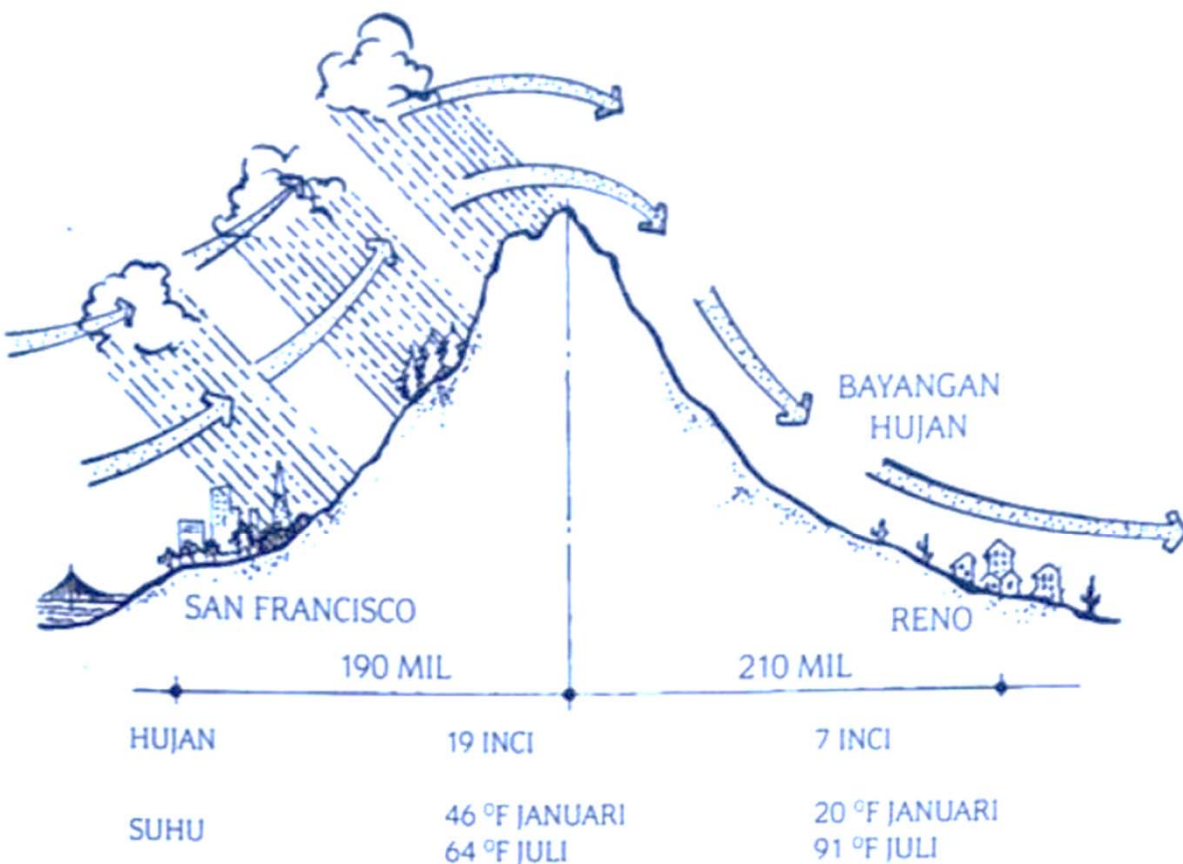 BAYANGAN
HUJAN
SAN FRANCISCO
RENO
190 MIL
210 MIL
HUJAN
19 INCI
7 INCI
SUHU
46 °F JANUARI
64 °F JULI
20 °F JANUARI
91 °F JULI